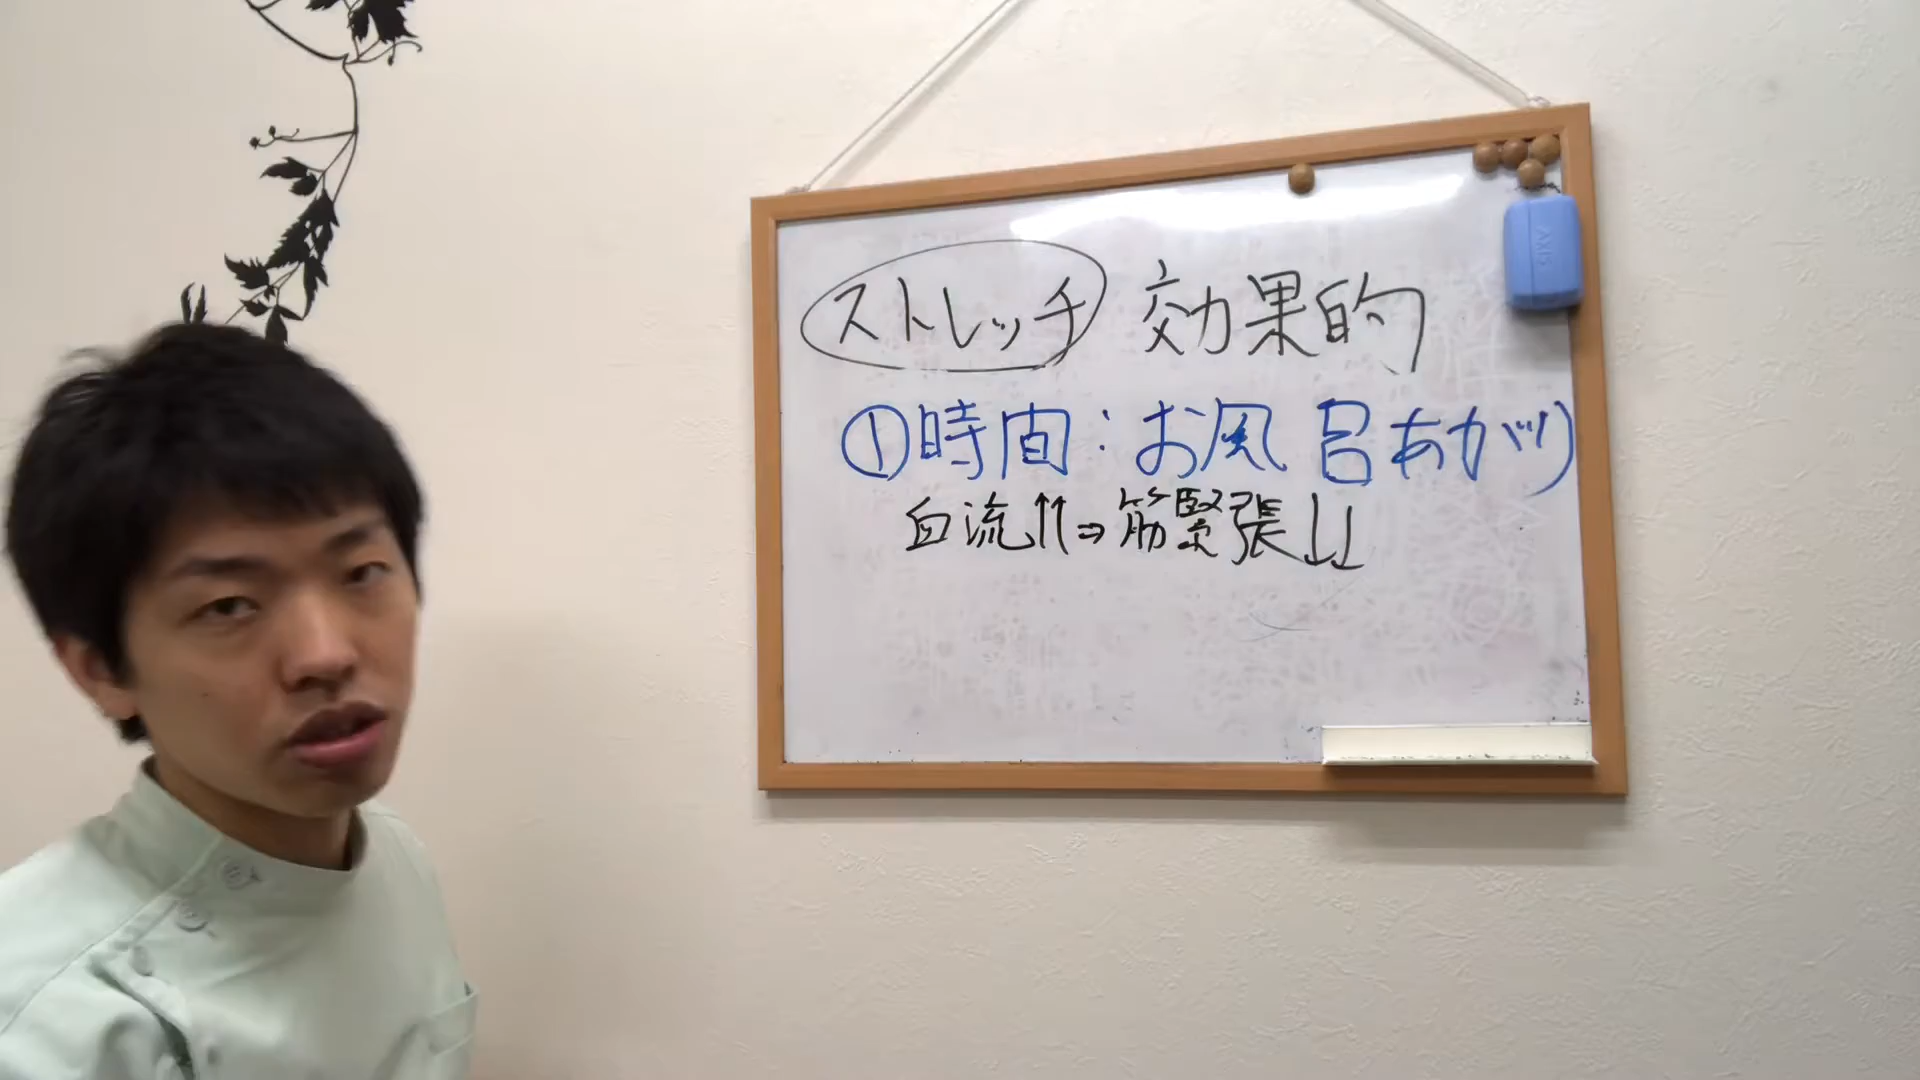 ストレッチ 効果的
①時間:お風呂あがり
血流↑↑⇒筋緊張↓↓